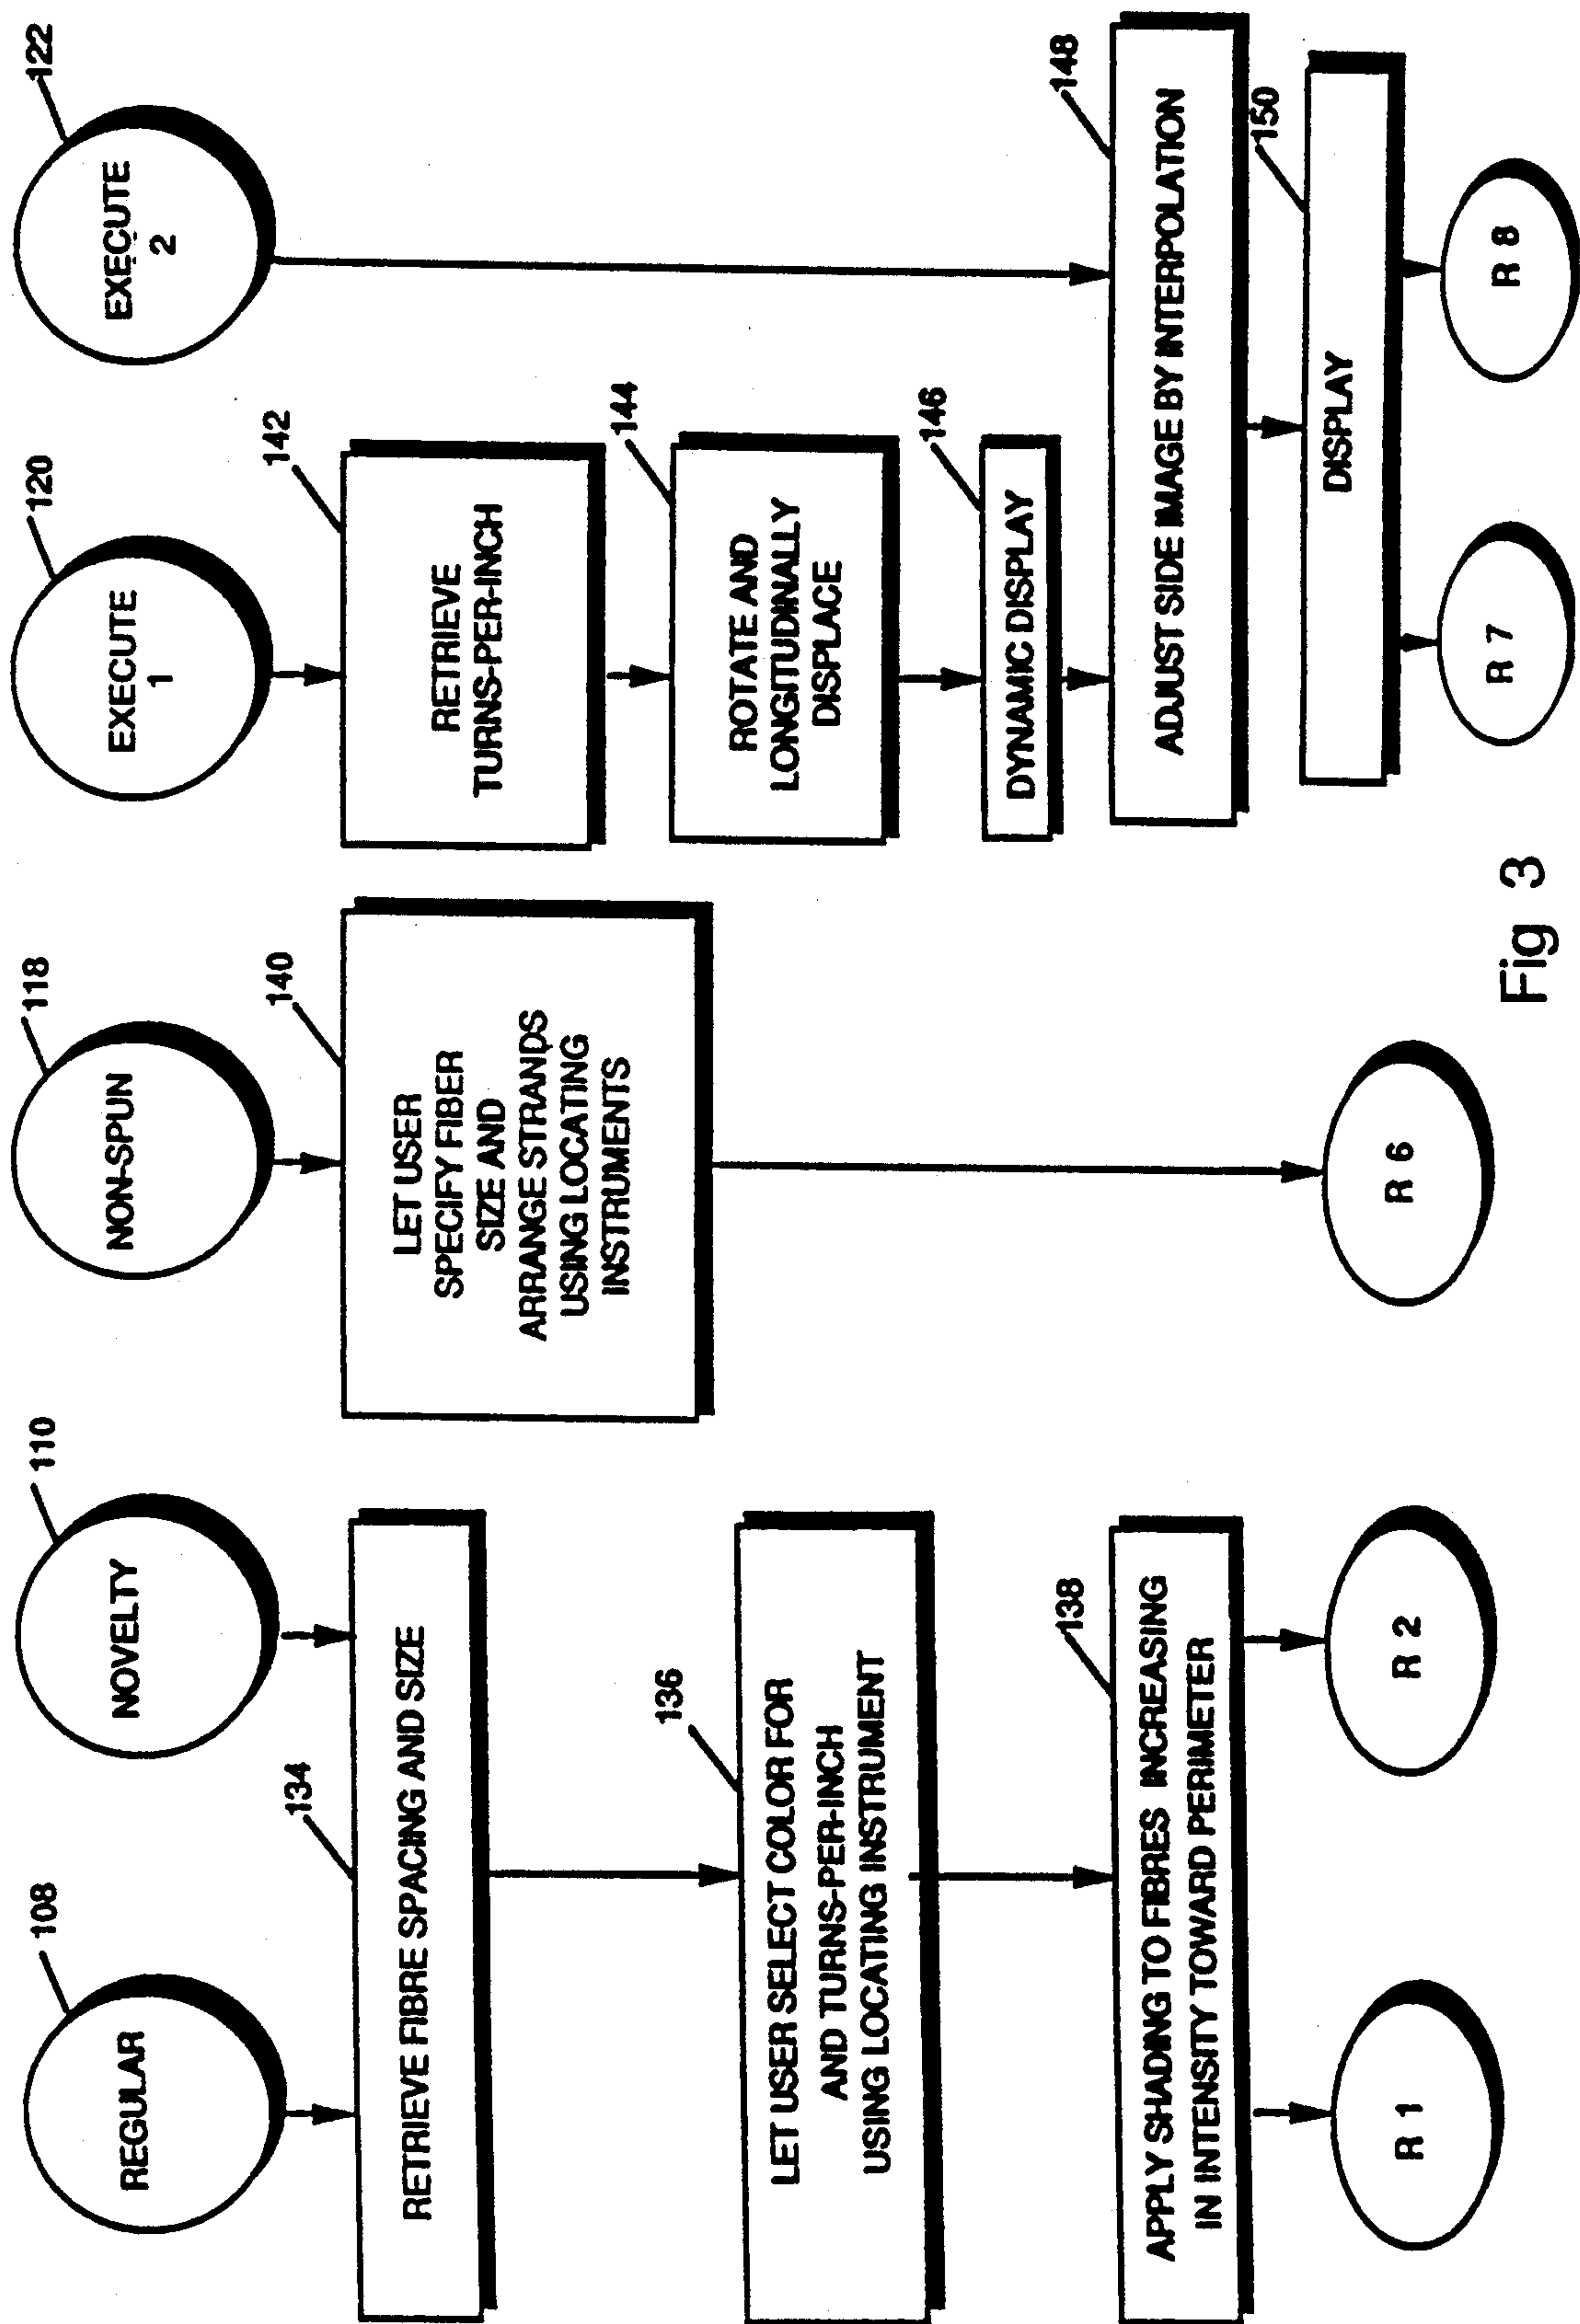 108
REGULAR
110
NOVELTY
134
RETRIEVE FIBRE SPACING AND SIZE
136
LET USER SELECT COLOR FOR
AND TURNS-PER-INCH
USING LOCATING INSTRUMENT
138
APPLY SHADING TO FIBRES INCREASING
IN INTENSITY TOWARD PERIMETER
R 1
R 2
118
NON-SPUN
140
LET USER
SPECIFY FIBER
SIZE AND
ARRANGE STRANDS
USING LOCATING
INSTRUMENTS
R 6
120
EXECUTE
1
142
RETRIEVE
TURNS-PER-INCH
144
ROTATE AND
LONGITUDINALLY
DISPLACE
146
DYNAMIC DISPLAY
122
EXECUTE
2
148
ADJUST SIDE IMAGE BY INTERPOLATION
150
DISPLAY
R 7
R 8
Fig 3